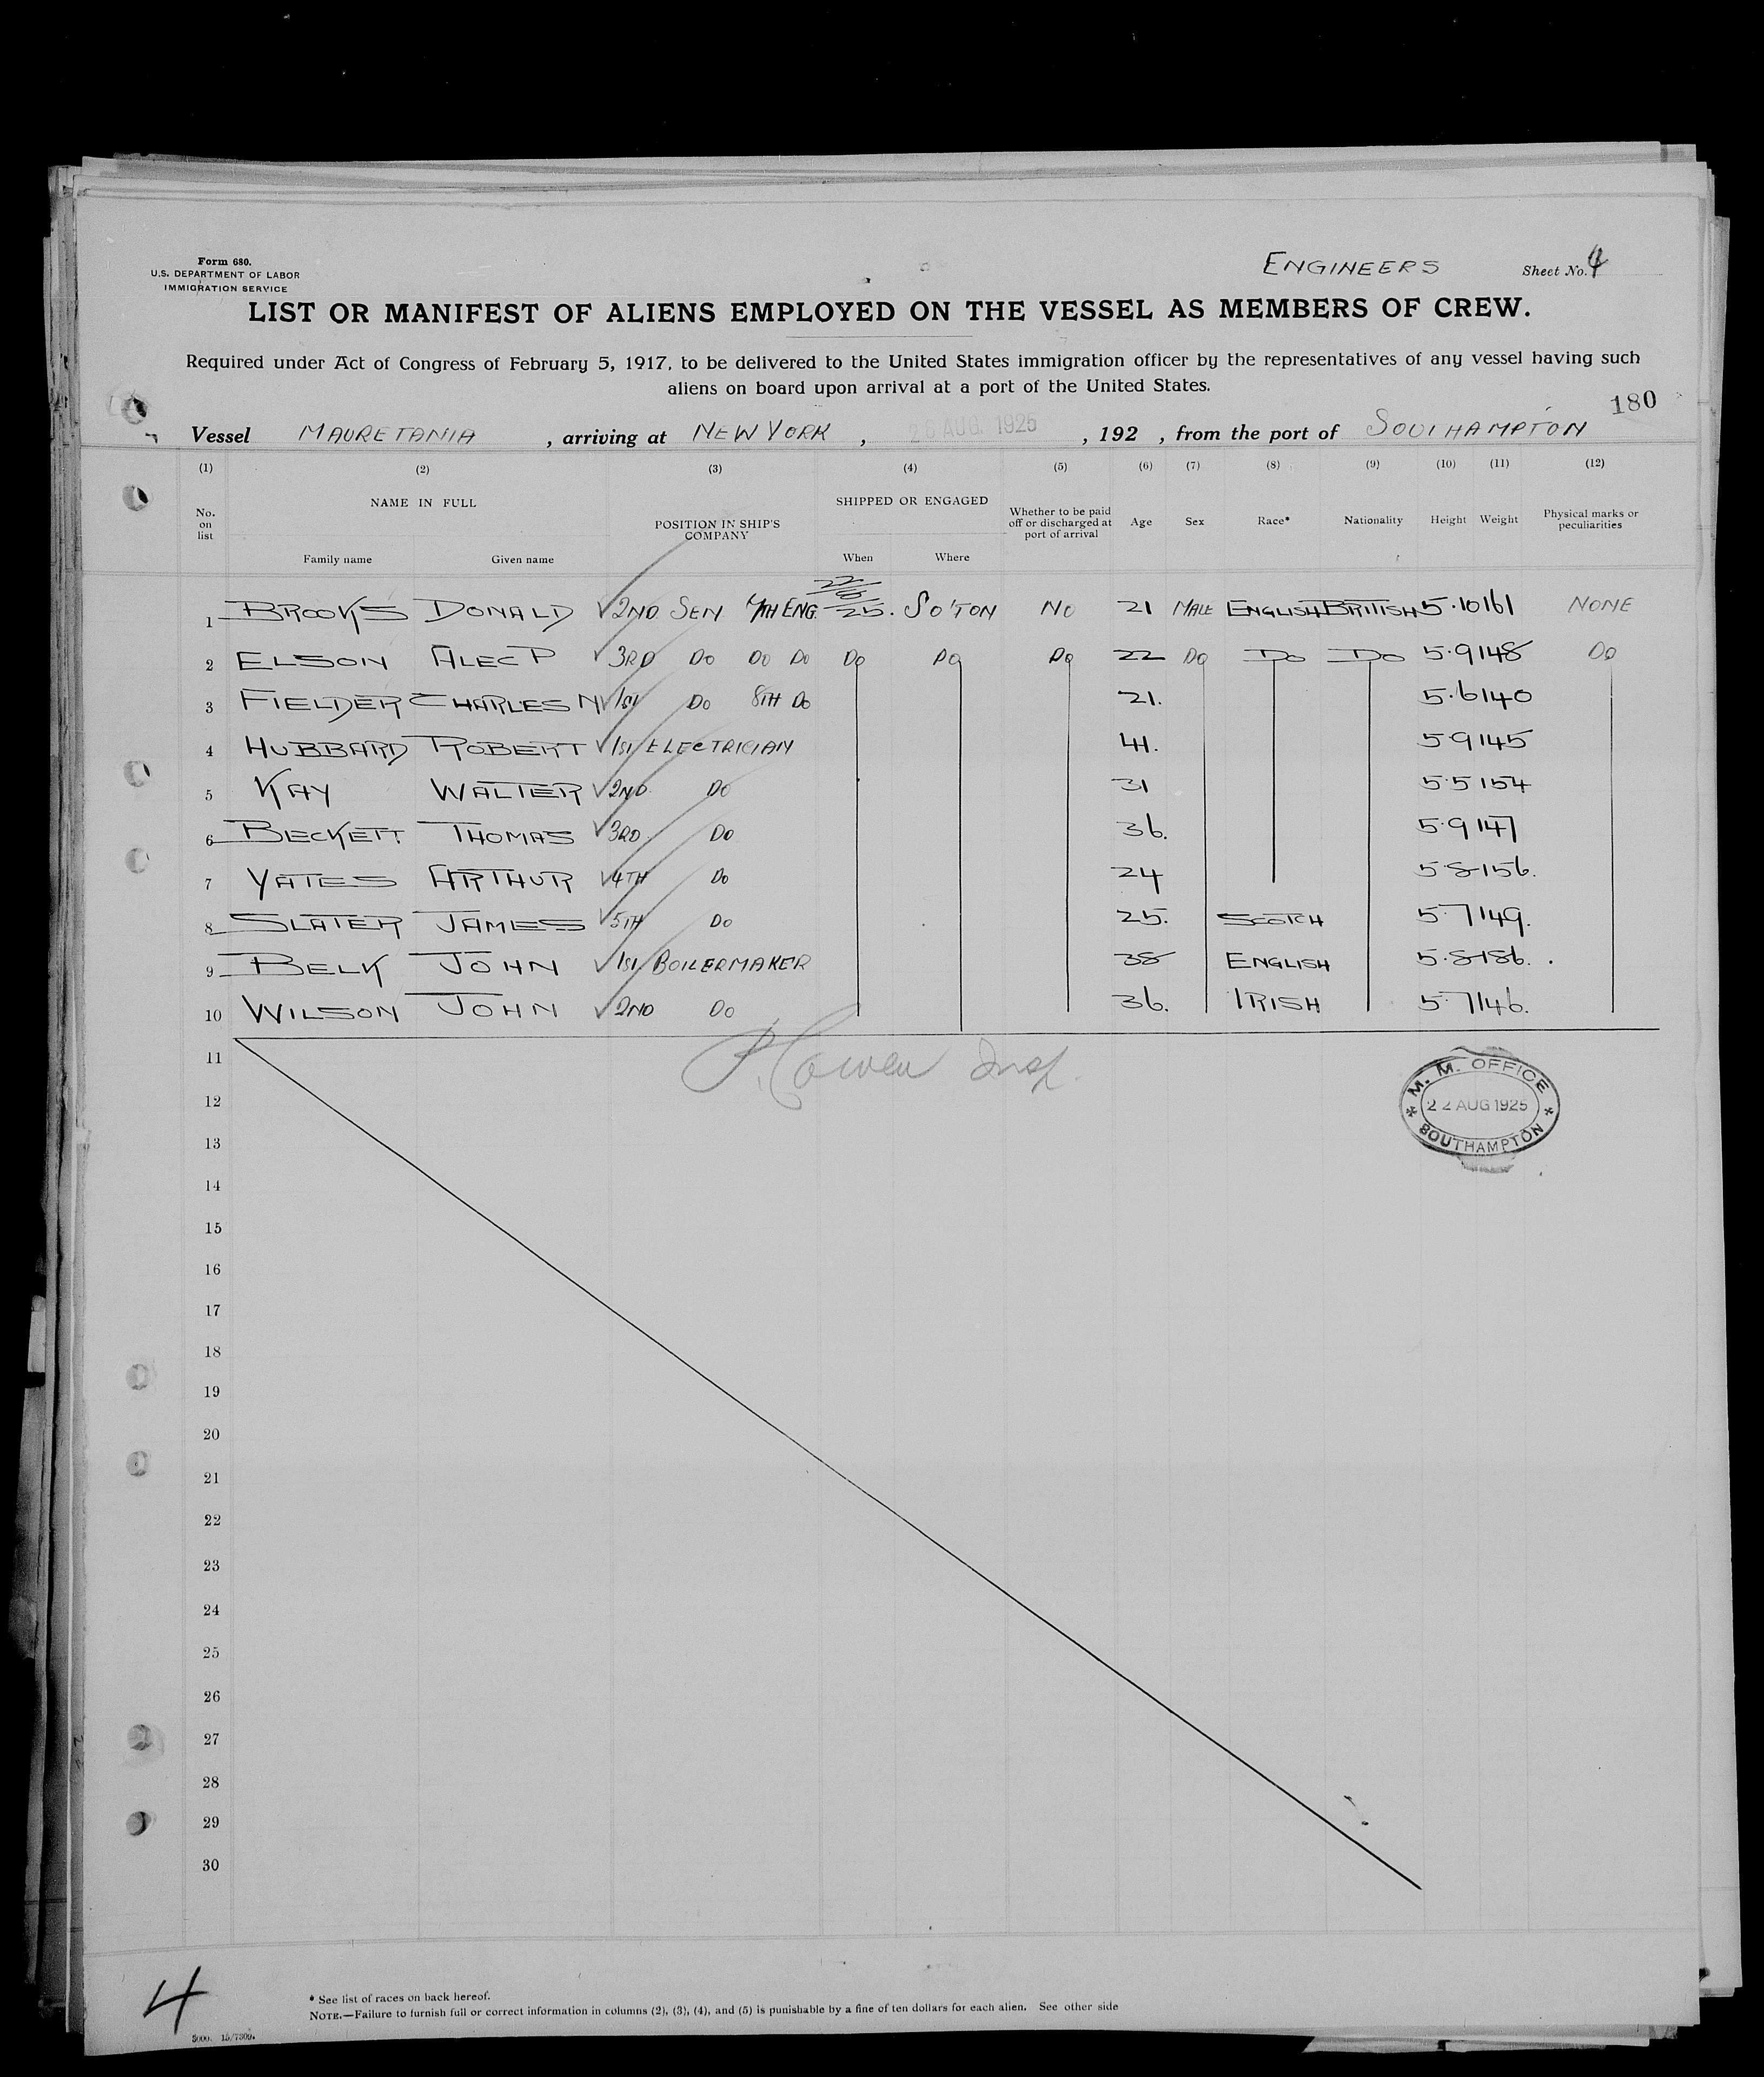 Form 680.
U.S. DEPARTMENT OF LABOR
IMMIGRATION SERVICE
ENGINEERS
Sheet No. 4
LIST OR MANIFEST OF ALIENS EMPLOYED ON THE VESSEL AS MEMBERS OF CREW.
Required under Act of Congress of February 5, 1917, to be delivered to the United States immigration officer by the representatives of any vessel having such
aliens on board upon arrival at a port of the United States.
180
Vessel MAURETANIA , arriving at NEW YORK , 26 AUG. 1925 , 192 , from the port of SOUTHAMPTON
(1) (2) (3) (4) (5) (6) (7) (8) (9) (10) (11) (12)
No. on list NAME IN FULL Family name Given name POSITION IN SHIP'S COMPANY SHIPPED OR ENGAGED When Where Whether to be paid off or discharged at port of arrival Age Sex Race* Nationality Height Weight Physical marks or peculiarities
1 BROOKS DONALD 2ND SEN 7TH ENG. 22/8/25. SO'TON NO 21 MALE ENGLISH BRITISH 5.10 161 NONE
2 ELSON ALEC P 3RD DO DO DO DO DO DO 22 DO DO DO 5.9 148 DO
3 FIELDER CHARLES N 1ST DO 8TH DO 21. 5.6 140
4 HUBBARD ROBERT 1ST ELECTRICIAN 41. 5.9 145
5 KAY WALTER 2ND DO 31 5.5 154
6 BECKETT THOMAS 3RD. DO 36. 5.9 147
7 YATES ARTHUR 4TH DO 24 5.8 156.
8 SLATER JAMES 5TH DO 25. SCOTCH 5.7 149.
9 BELK JOHN 1ST BOILERMAKER 38 ENGLISH 5.8 186.
10 WILSON JOHN 2ND DO 36. IRISH 5.7 146.
P. Cowen Insp.
11
M. M. OFFICE
22 AUG 1925
SOUTHAMPTON
12
13
14
15
16
17
18
19
20
21
22
23
24
25
26
27
28
29
30
4
* See list of races on back hereof.
NOTE.—Failure to furnish full or correct information in columns (2), (3), (4), and (5) is punishable by a fine of ten dollars for each alien. See other side